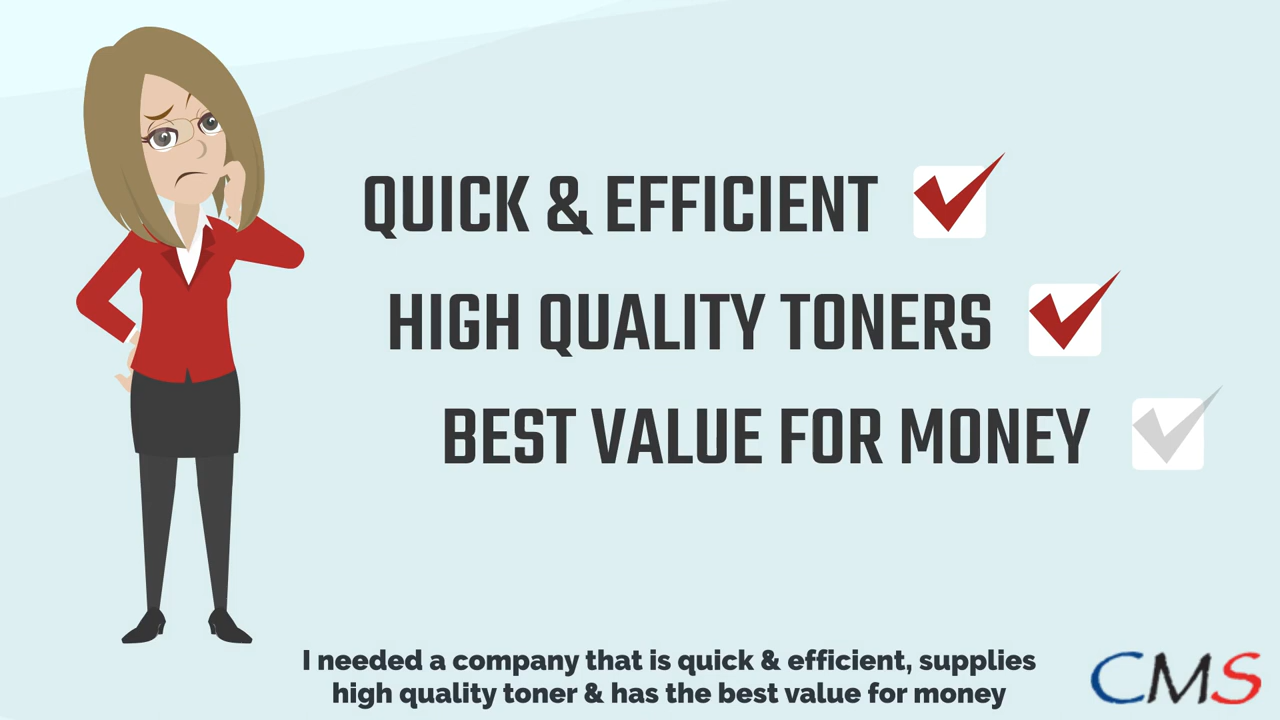 QUICK & EFFICIENT
HIGH QUALITY TONERS
BEST VALUE FOR MONEY
I needed a company that is quick & efficient, supplies
high quality toner & has the best value for money
CMS